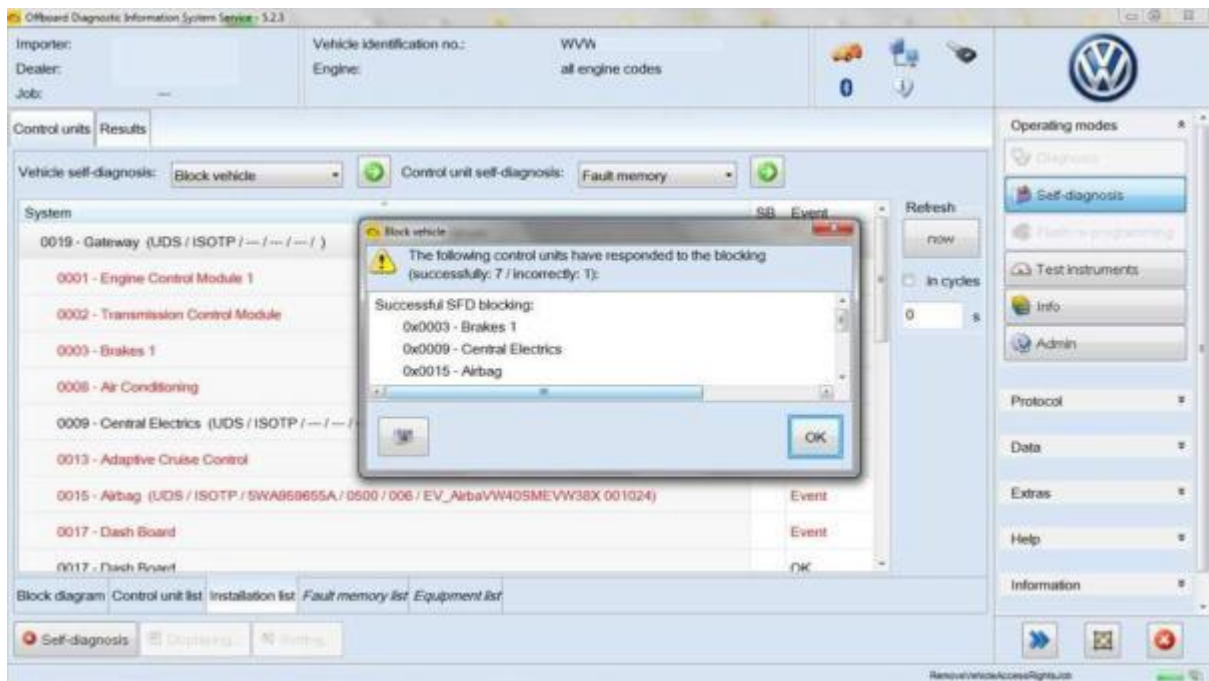 Offboard Diagnostic Information System Service - 5.2.3
Importer:
Dealer:
Job: ---
Vehicle identification no.: WVW
Engine: all engine codes
0
Control units Results
Vehicle self-diagnosis: Block vehicle Control unit self-diagnosis: Fault memory
System SB Event
0019 - Gateway (UDS / ISOTP / --- / --- / --- / )
0001 - Engine Control Module 1
0002 - Transmission Control Module
0003 - Brakes 1
0008 - Air Conditioning
0009 - Central Electrics (UDS / ISOTP / --- / ---
0013 - Adaptive Cruise Control
0015 - Airbag (UDS / ISOTP / 5WA959655A / 0500 / 006 / EV_AirbaVW40SMEVW38X 001024) Event
0017 - Dash Board Event
0017 - Dash Board OK
Block vehicle
The following control units have responded to the blocking
(successfully: 7 / incorrectly: 1):
Successful SFD blocking:
0x0003 - Brakes 1
0x0009 - Central Electrics
0x0015 - Airbag
OK
Refresh
now
In cycles
0 s
Block diagram Control unit list Installation list Fault memory list Equipment list
Self-diagnosis Displaying...
Operating modes
Diagnosis
Self-diagnosis
Flash re-programming
Test instruments
Info
Admin
Protocol
Data
Extras
Help
Information
RemoveVehicleAccessRightsJob